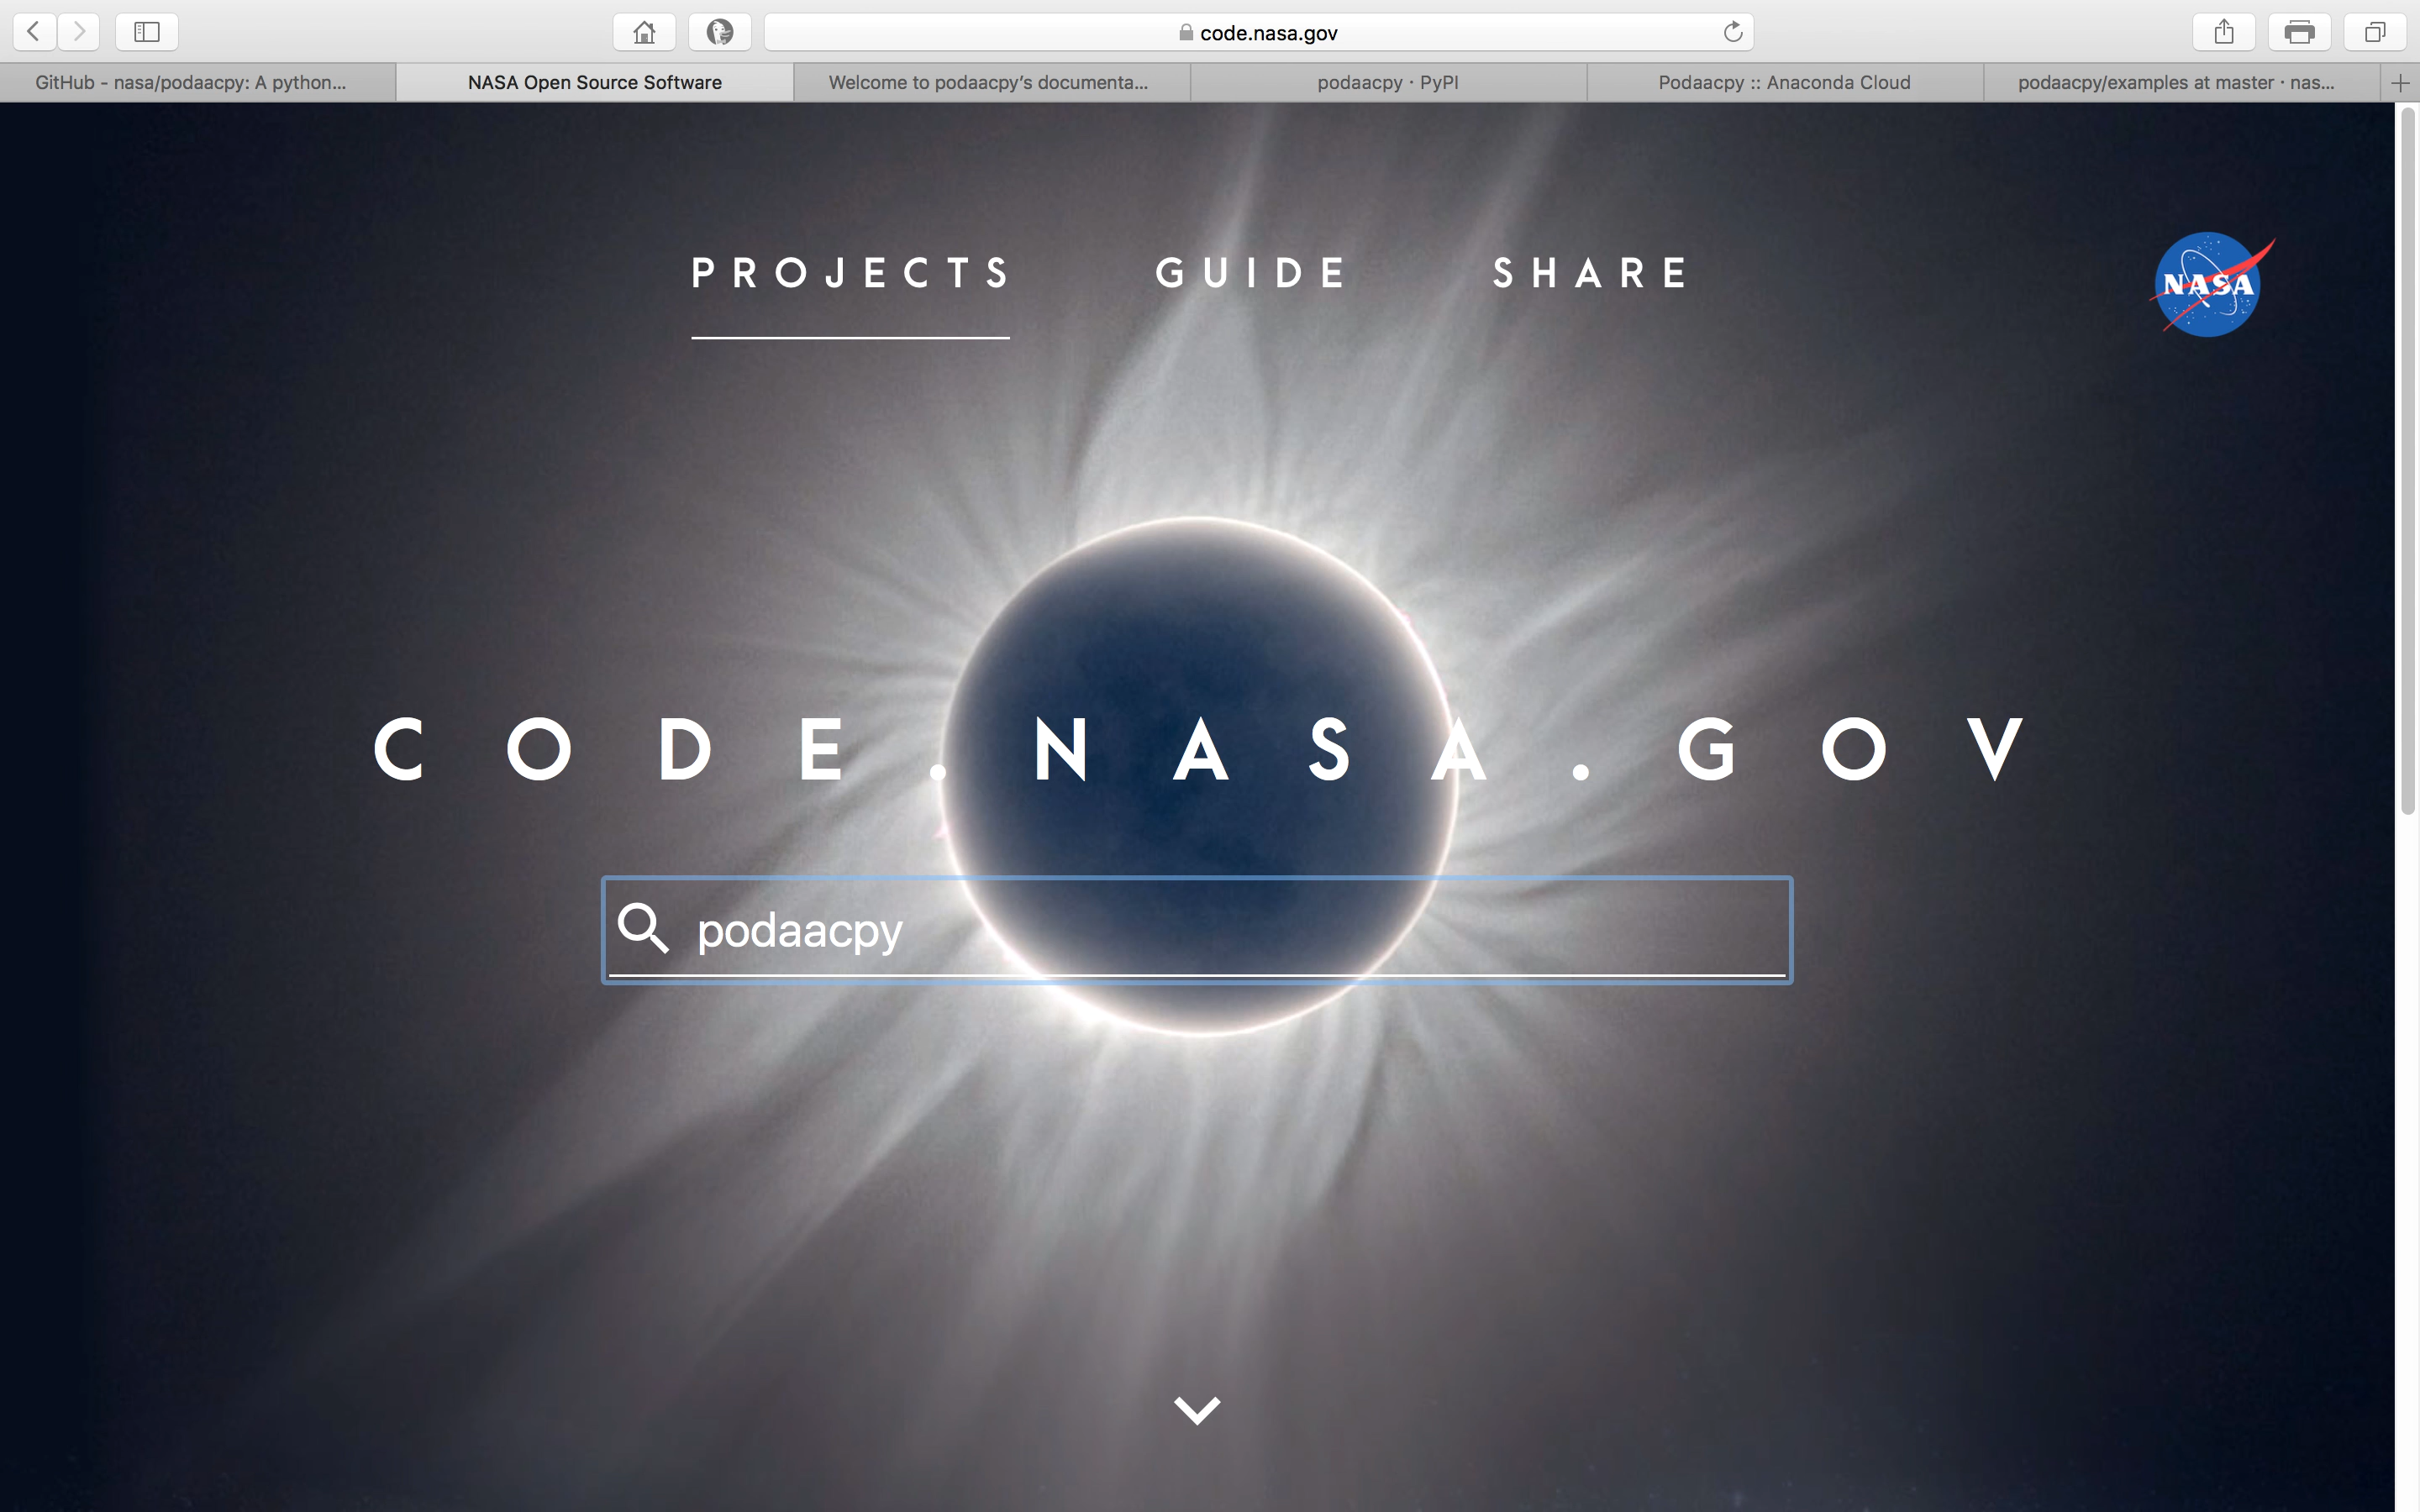 code.nasa.gov
GitHub - nasa/podaacpy: A python...
NASA Open Source Software
Welcome to podaacpy’s documenta...
podaacpy · PyPI
Podaacpy :: Anaconda Cloud
podaacpy/examples at master · nas...
PROJECTS GUIDE SHARE
NASA
CODE.NASA.GOV
podaacpy